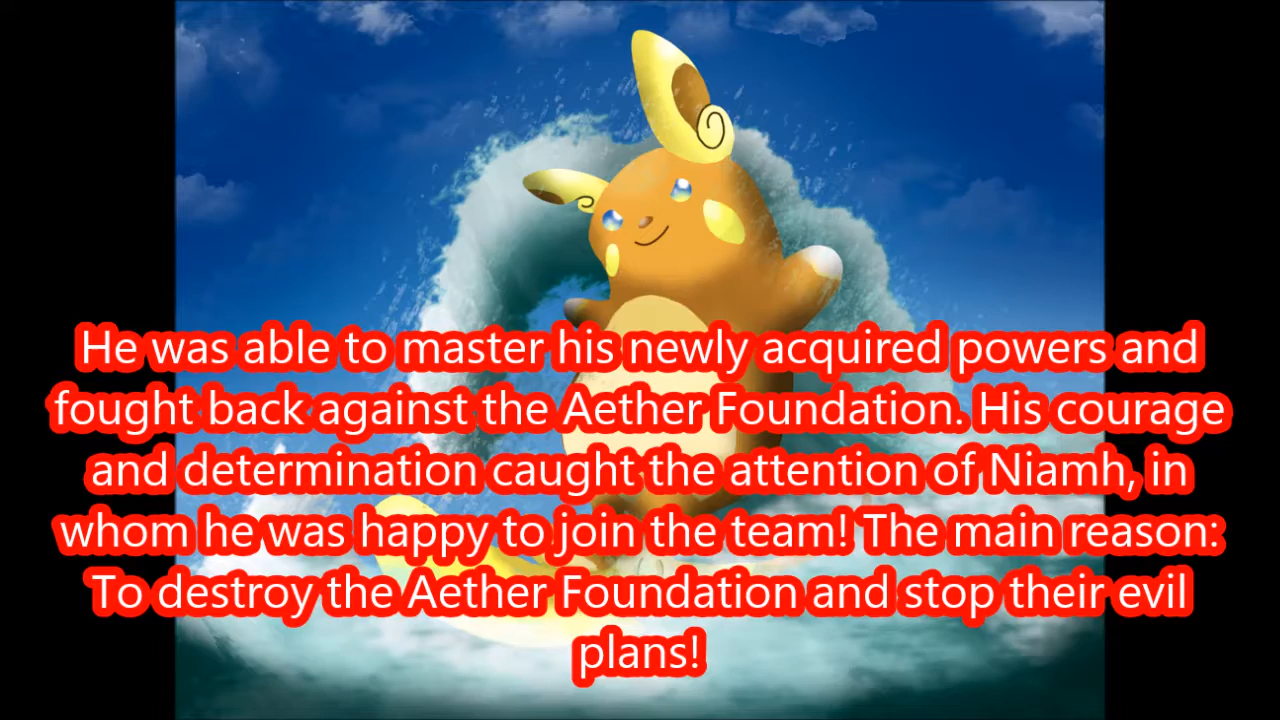 He was able to master his newly acquired powers and
fought back against the Aether Foundation. His courage
and determination caught the attention of Niamh, in
whom he was happy to join the team! The main reason:
To destroy the Aether Foundation and stop their evil
plans!